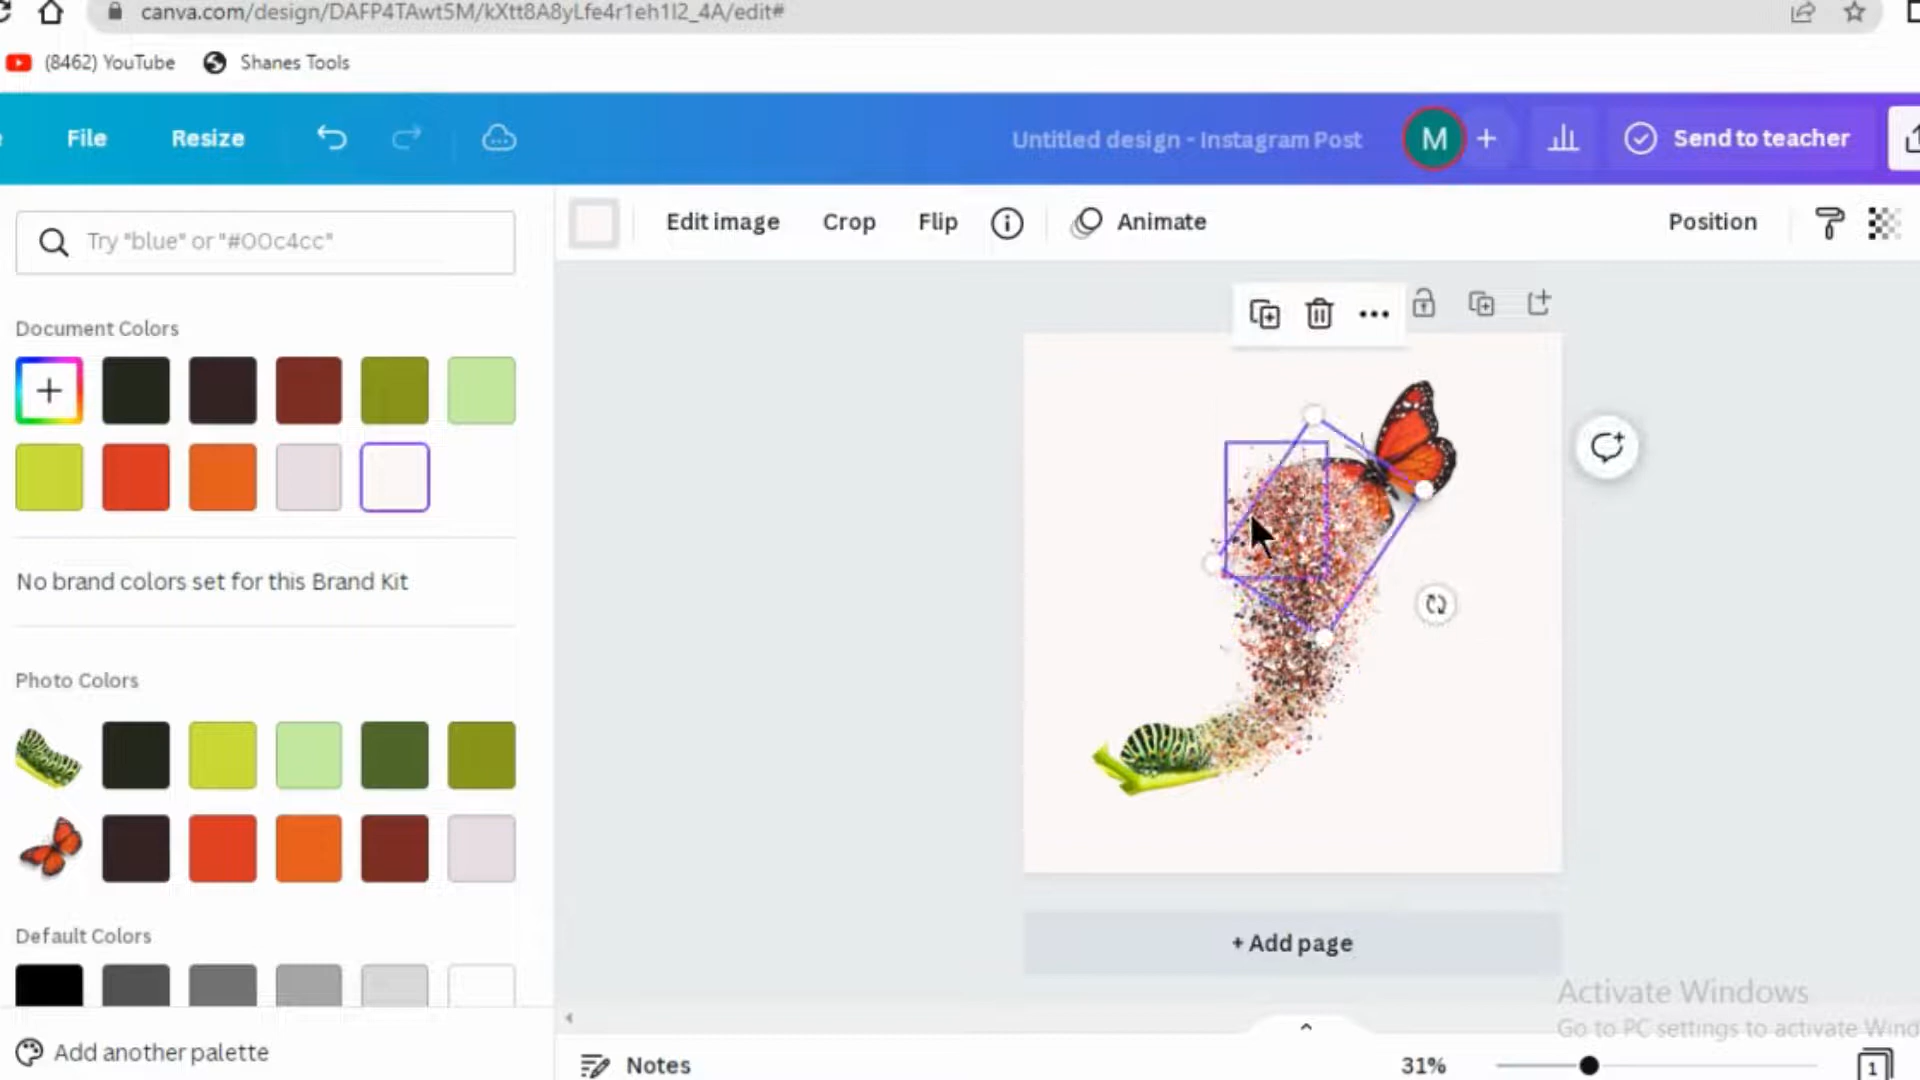 canva.com/design/DAFP4TAwt5M/kXtt8A8yLfe4r1eh1l2_4A/edit#
(8462) YouTube
Shanes Tools
File
Resize
Untitled design - Instagram Post
M
Send to teacher
Try "blue" or "#00c4cc"
Edit image
Crop
Flip
Animate
Position
Document Colors
No brand colors set for this Brand Kit
Photo Colors
Default Colors
+ Add page
Activate Windows
Go to PC settings to activate Wind
Add another palette
Notes
31%
1